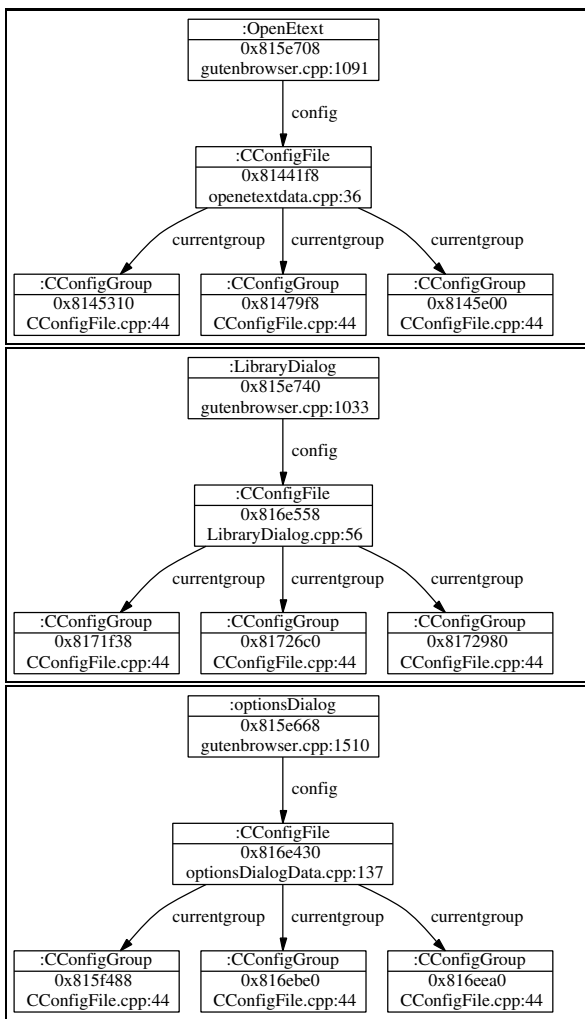 :OpenEtext
0x815e708
gutenbrowser.cpp:1091
config
:CConfigFile
0x81441f8
openetextdata.cpp:36
currentgroup currentgroup currentgroup
:CConfigGroup :CConfigGroup :CConfigGroup
0x8145310 0x81479f8 0x8145e00
CConfigFile.cpp:44 CConfigFile.cpp:44 CConfigFile.cpp:44
:LibraryDialog
0x815e740
gutenbrowser.cpp:1033
config
:CConfigFile
0x816e558
LibraryDialog.cpp:56
currentgroup currentgroup currentgroup
:CConfigGroup :CConfigGroup :CConfigGroup
0x8171f38 0x81726c0 0x8172980
CConfigFile.cpp:44 CConfigFile.cpp:44 CConfigFile.cpp:44
:optionsDialog
0x815e668
gutenbrowser.cpp:1510
config
:CConfigFile
0x816e430
optionsDialogData.cpp:137
currentgroup currentgroup currentgroup
:CConfigGroup :CConfigGroup :CConfigGroup
0x815f488 0x816ebe0 0x816eea0
CConfigFile.cpp:44 CConfigFile.cpp:44 CConfigFile.cpp:44